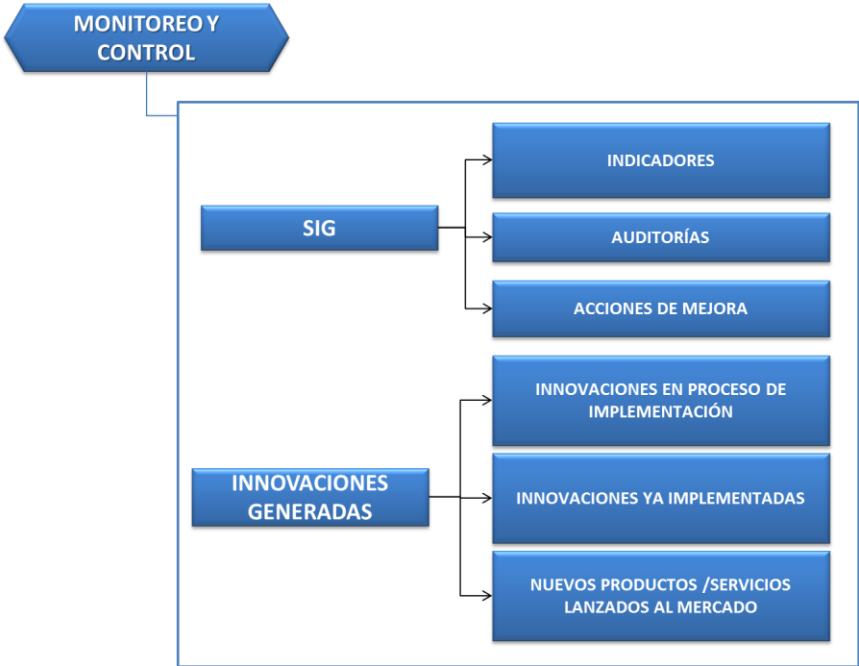 MONITOREO Y
CONTROL
SIG
INDICADORES
AUDITORÍAS
ACCIONES DE MEJORA
INNOVACIONES
GENERADAS
INNOVACIONES EN PROCESO DE
IMPLEMENTACIÓN
INNOVACIONES YA IMPLEMENTADAS
NUEVOS PRODUCTOS /SERVICIOS
LANZADOS AL MERCADO